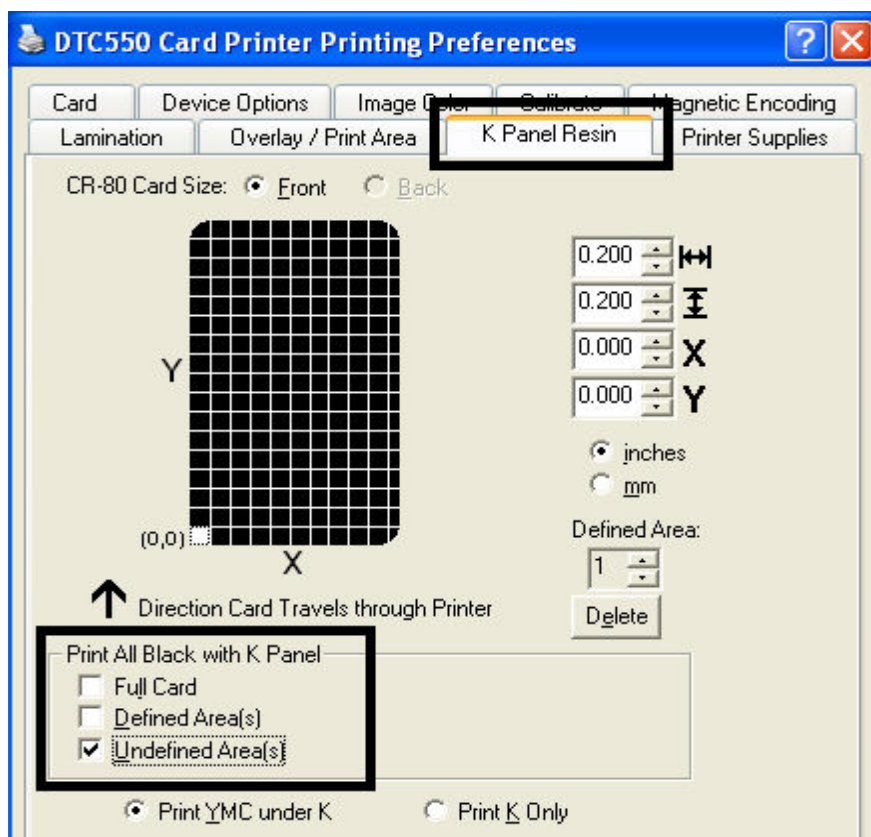 DTC550 Card Printer Printing Preferences
Card Device Options Image Color Calibrate Magnetic Encoding
Lamination Overlay / Print Area K Panel Resin Printer Supplies
CR-80 Card Size: Front Back
0.200
0.200
0.000 X
0.000 Y
Y
inches
mm
(0,0)
X
Defined Area:
1
Direction Card Travels through Printer
Delete
Print All Black with K Panel
Full Card
Defined Area(s)
Undefined Area(s)
Print YMC under K Print K Only